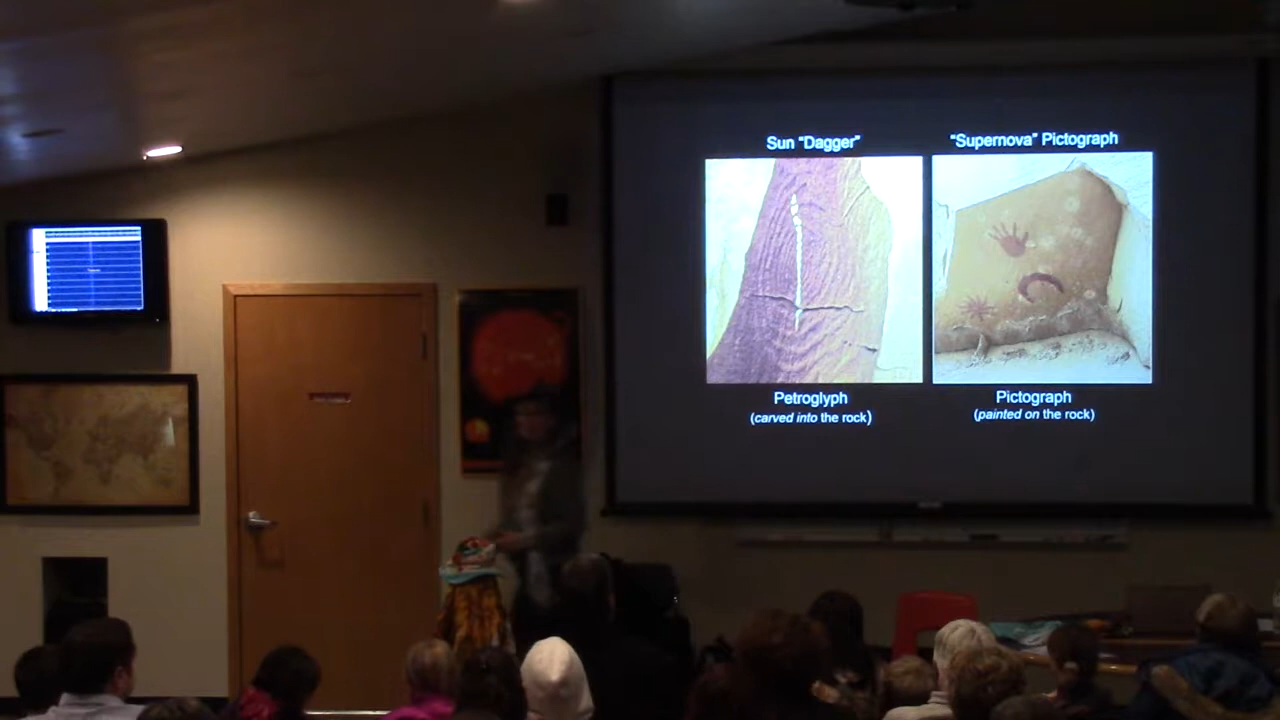 Sun "Dagger"
"Supernova" Pictograph
Petroglyph
(carved into the rock)
Pictograph
(painted on the rock)